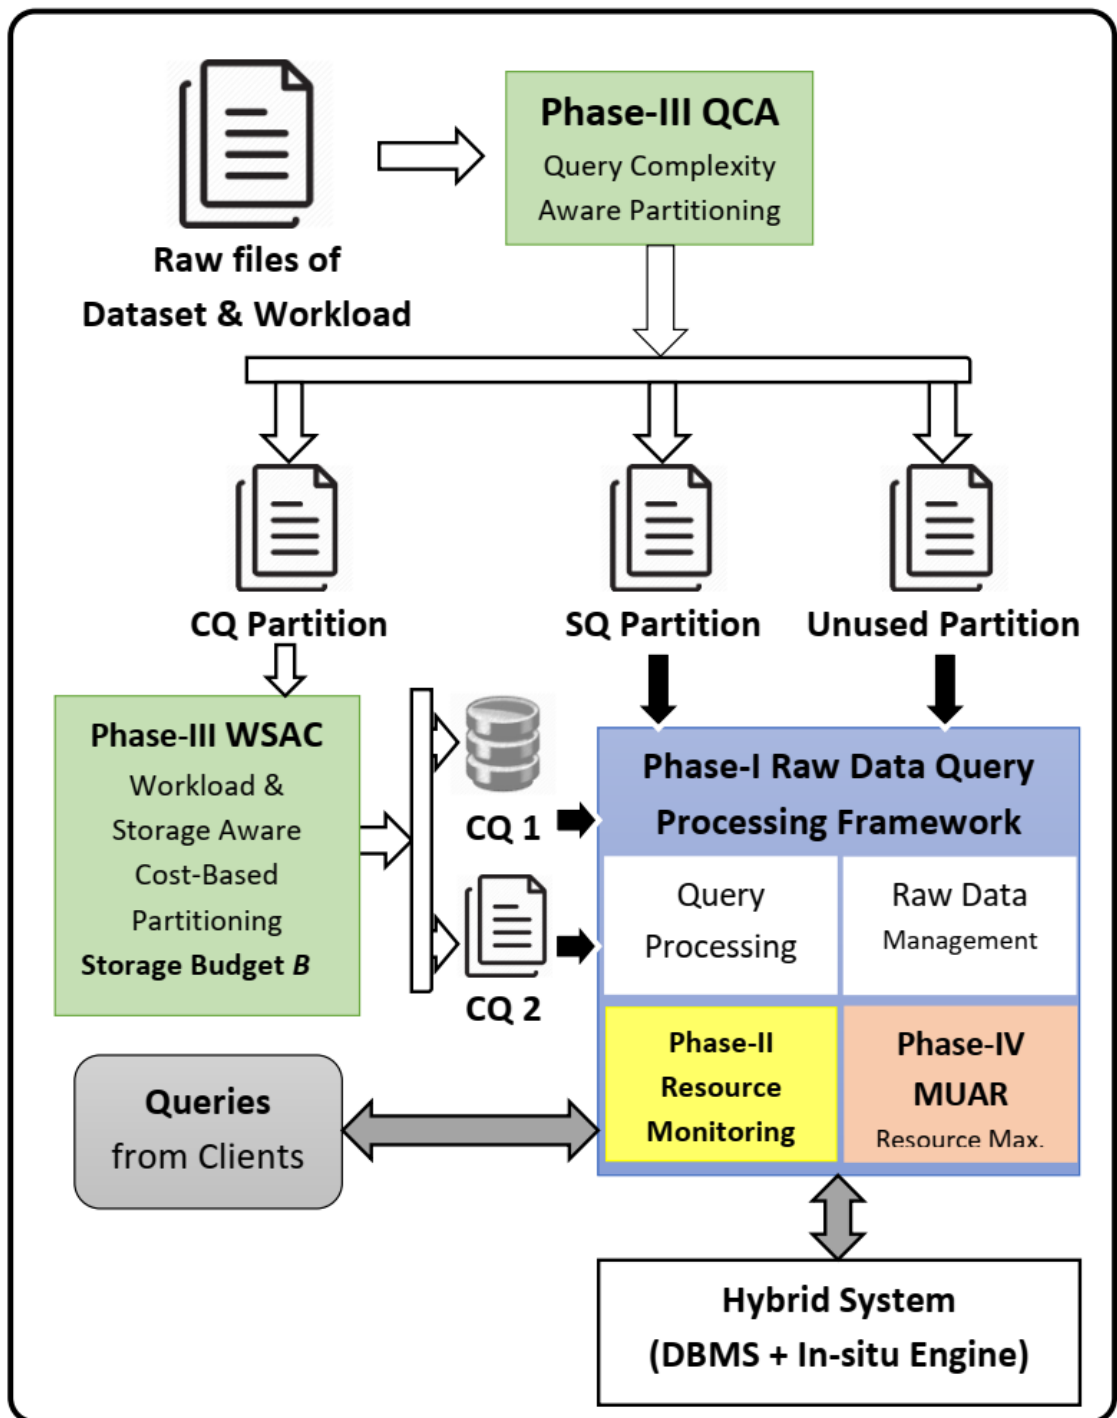 Phase-III QCA
Query Complexity
Aware Partitioning
Raw files of
Dataset & Workload
CQ Partition
SQ Partition
Unused Partition
Phase-III WSAC
Workload &
Storage Aware
Cost-Based
Partitioning
Storage Budget B
CQ 1
CQ 2
Phase-I Raw Data Query
Processing Framework
Query
Processing
Raw Data
Management
Phase-II
Resource
Monitoring
Phase-IV
MUAR
Resource Max.
Queries
from Clients
Hybrid System
(DBMS + In-situ Engine)